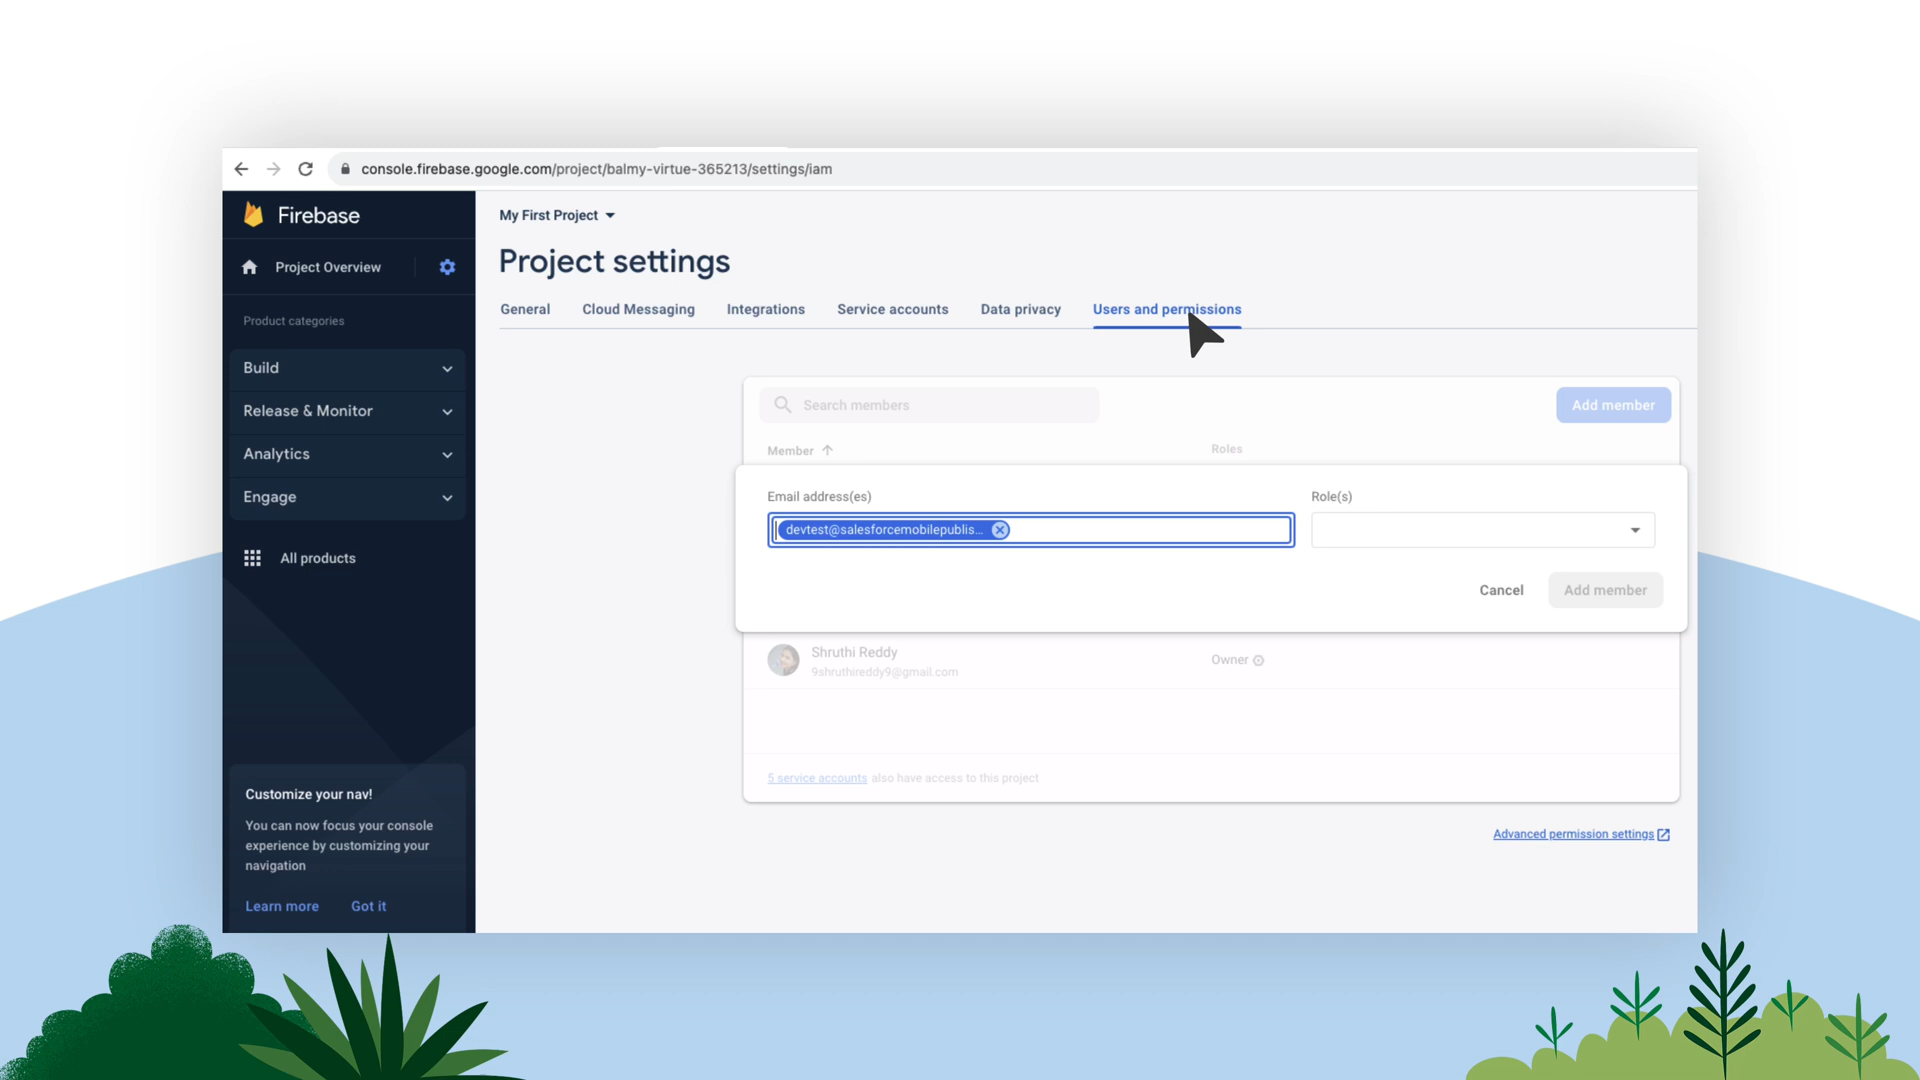 console.firebase.google.com/project/balmy-virtue-365213/settings/iam
Firebase
My First Project
Project Overview
Project settings
General Cloud Messaging Integrations Service accounts Data privacy Users and permissions
Product categories
Build
Release & Monitor
Analytics
Engage
All products
Search members
Add member
Member Roles
Email address(es) Role(s)
devtest@salesforcemobilepublis...
Cancel Add member
Shruthi Reddy
9shruthireddy9@gmail.com
Owner
5 service accounts also have access to this project
Advanced permission settings
Customize your nav!
You can now focus your console
experience by customizing your
navigation
Learn more Got it